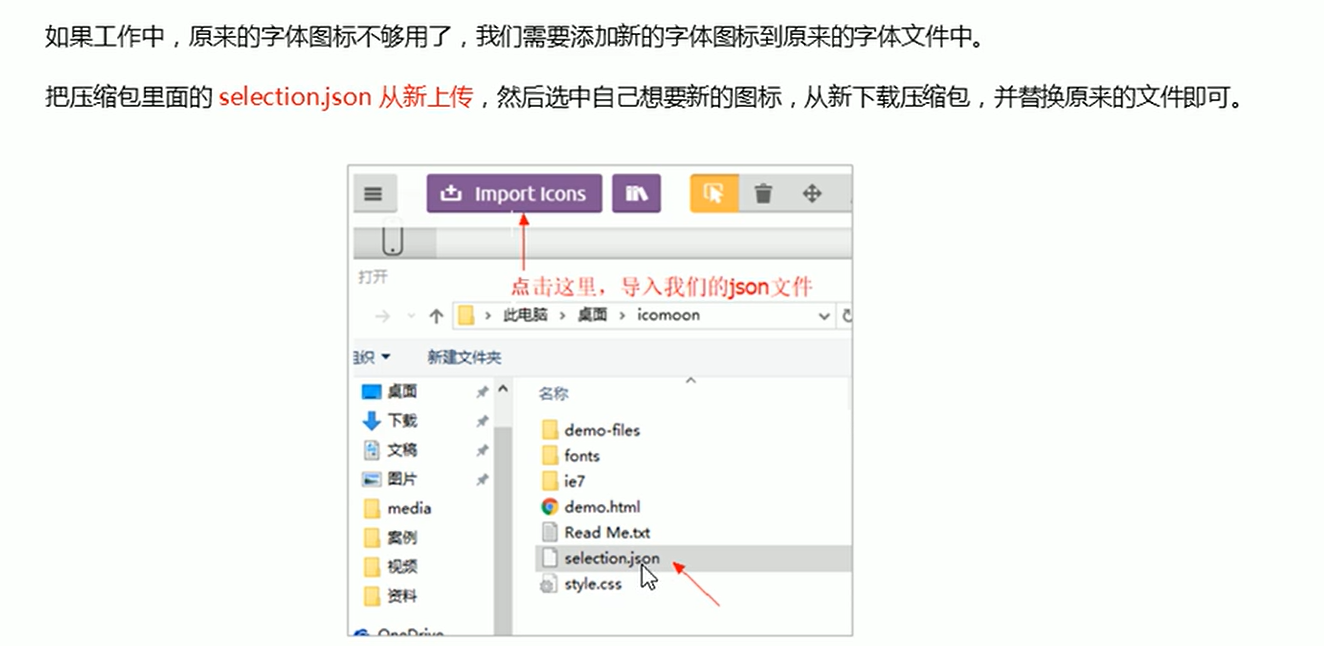 如果工作中，原来的字体图标不够用了，我们需要添加新的字体图标到原来的字体文件中。
把压缩包里面的 selection.json 从新上传，然后选中自己想要新的图标，从新下载压缩包，并替换原来的文件即可。
Import Icons
打开
点击这里，导入我们的json文件
此电脑 › 桌面 › icomoon
组织 新建文件夹
桌面
下载
文稿
图片
media
案例
视频
资料
OneDrive
名称
demo-files
fonts
ie7
demo.html
Read Me.txt
selection.json
style.css